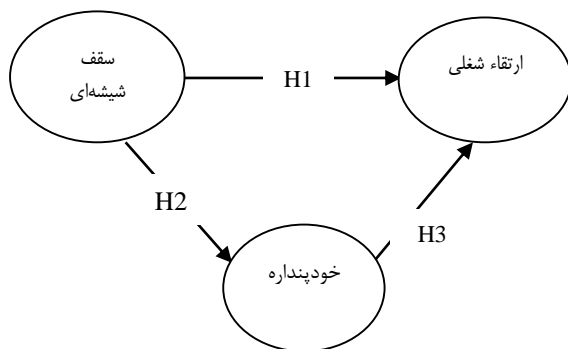 سقف
شیشه‌ای
H1
ارتقاء شغلی
H2
H3
خودپنداره